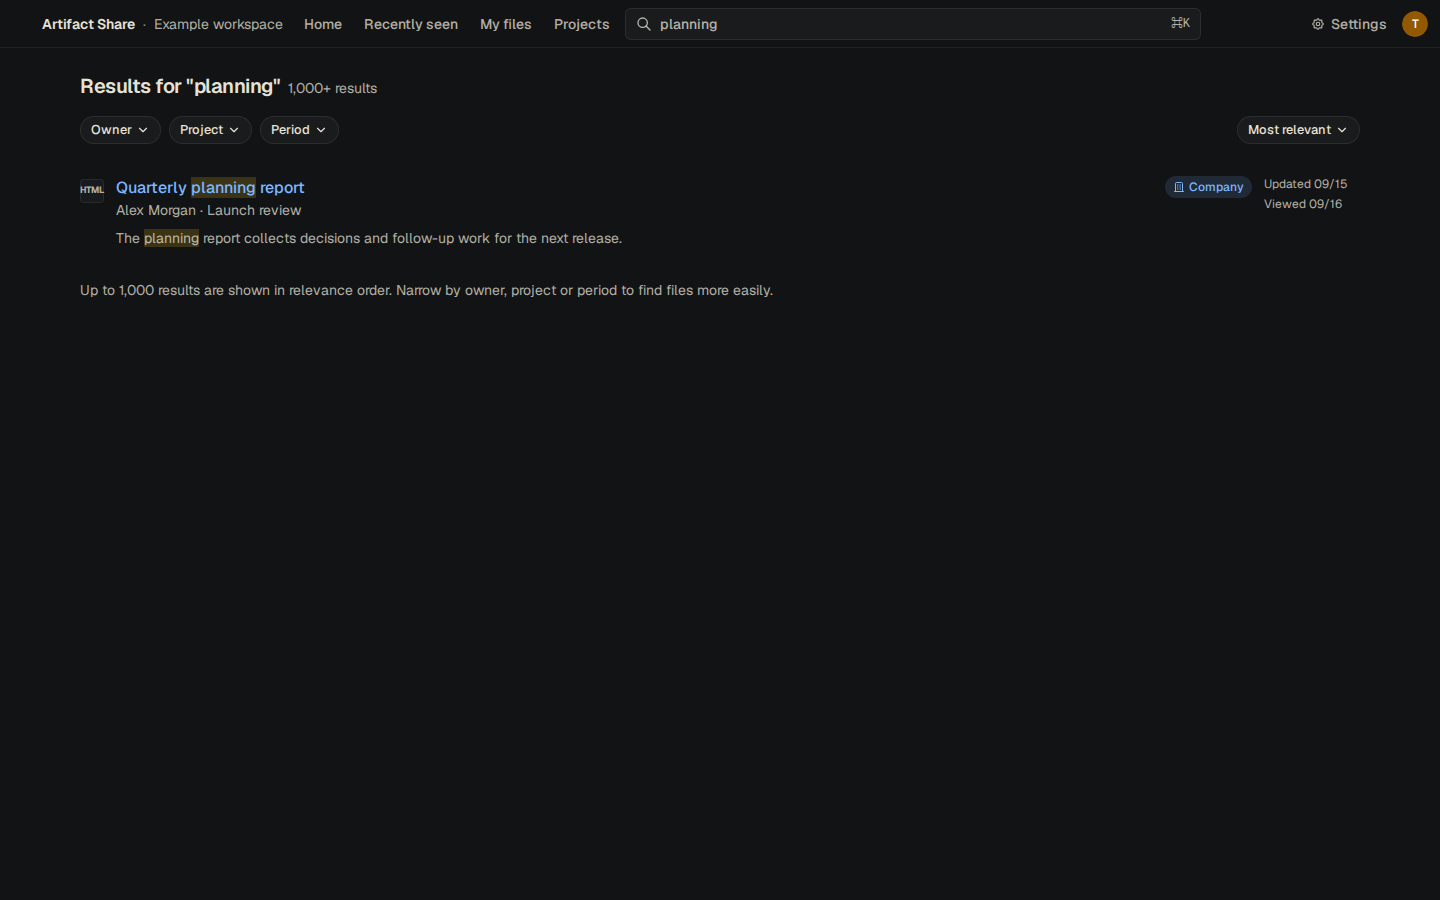 Artifact Share · Example workspace Home Recently seen My files Projects planning ⌘K Settings T
Results for "planning" 1,000+ results
Owner Project Period Most relevant
HTML Quarterly planning report Company Updated 09/15
Alex Morgan · Launch review Viewed 09/16
The planning report collects decisions and follow-up work for the next release.
Up to 1,000 results are shown in relevance order. Narrow by owner, project or period to find files more easily.